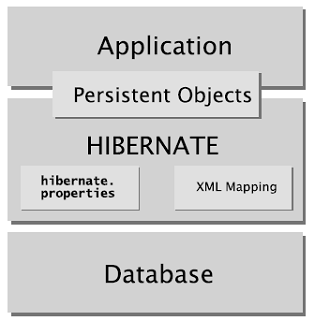 Application
Persistent Objects
HIBERNATE
hibernate.
properties
XML Mapping
Database